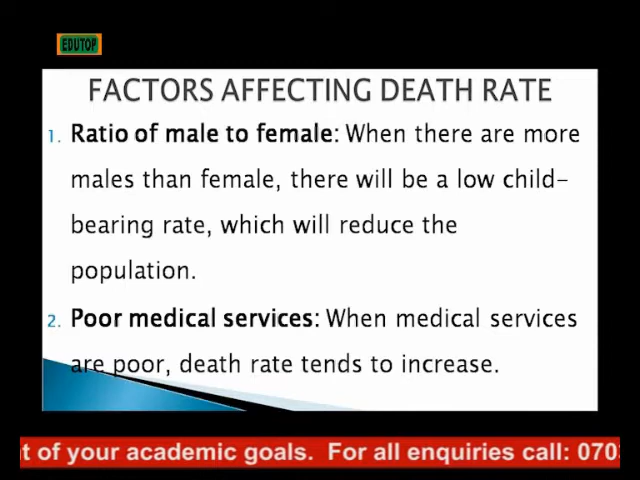 EDUTOP
FACTORS AFFECTING DEATH RATE
1. Ratio of male to female: When there are more
males than female, there will be a low child-
bearing rate, which will reduce the
population.
2. Poor medical services: When medical services
are poor, death rate tends to increase.
t of your academic goals. For all enquiries call: 070